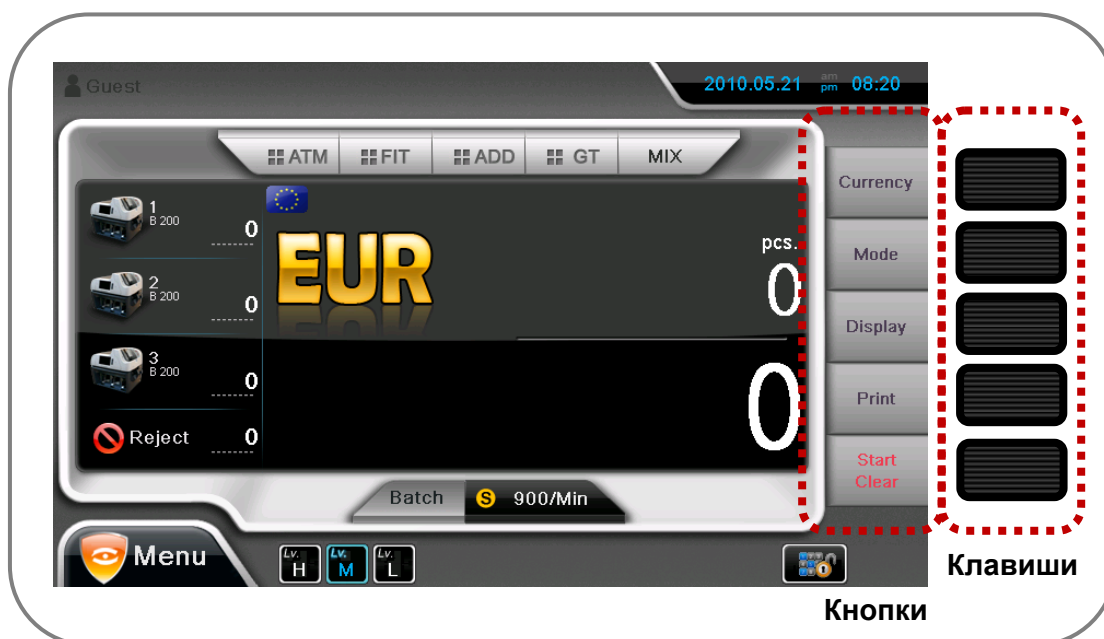 Guest
2010.05.21 am pm 08:20
ATM FIT ADD GT MIX
Currency
Mode
Display
Print
Start
Clear
1
B 200
0
2
B 200
0
3
B 200
0
Reject 0
EUR
pcs.
0
0
Batch S 900/Min
Menu
Lv. H
Lv. M
Lv. L
Клавиши
Кнопки